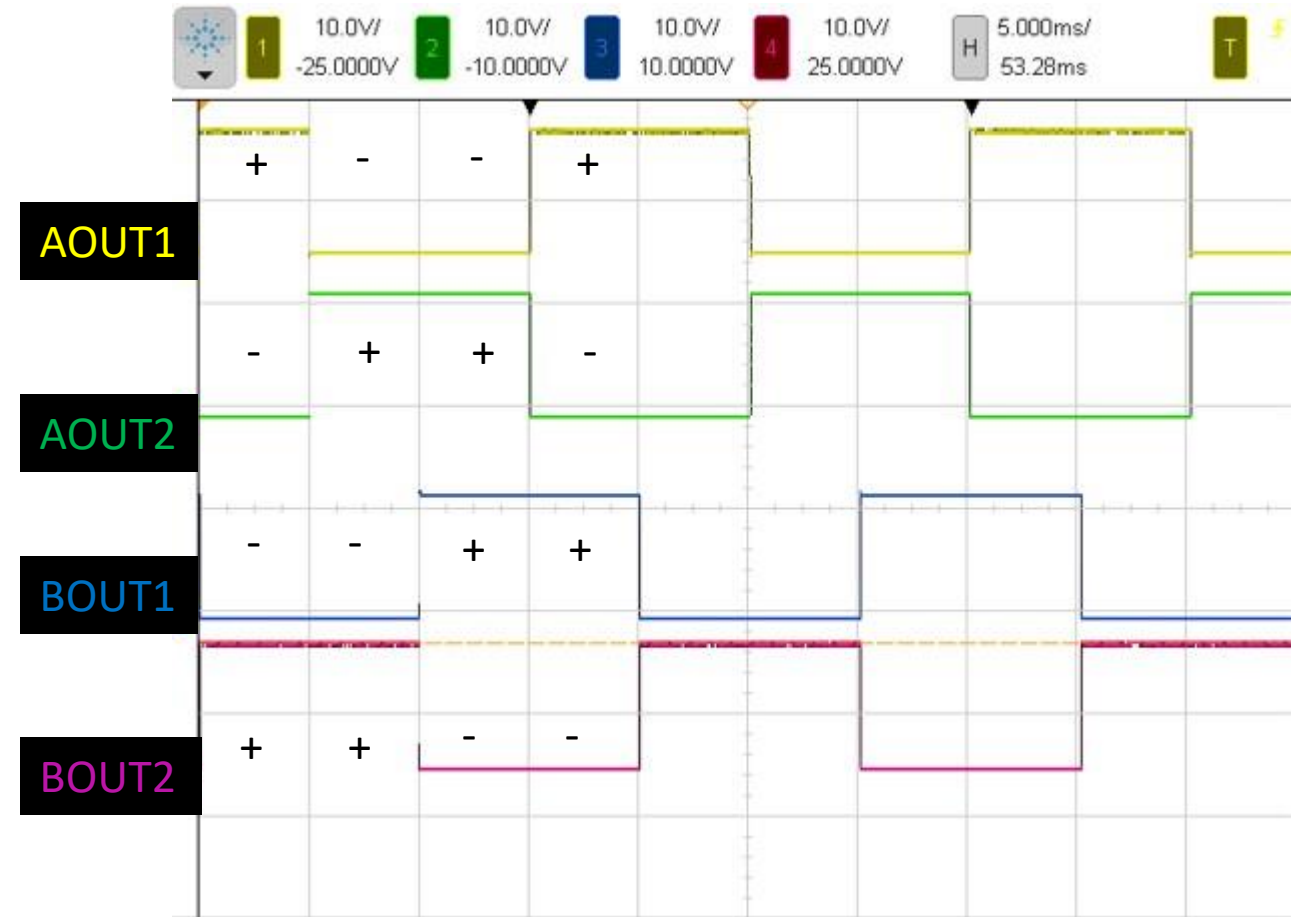 1 10.0V/ 2 10.0V/ 3 10.0V/ 4 10.0V/ H 5.000ms/ T
-25.0000V -10.0000V 10.0000V 25.0000V 53.28ms
+ - - +
AOUT1
- + + -
AOUT2
- - + +
BOUT1
+ + - -
BOUT2